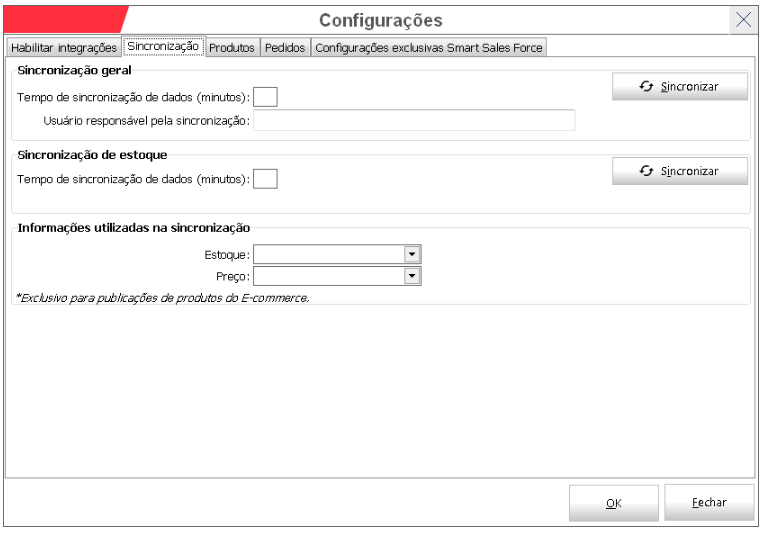 Configurações
Habilitar integrações Sincronização Produtos Pedidos Configurações exclusivas Smart Sales Force
Sincronização geral
Sincronizar
Tempo de sincronização de dados (minutos):
Usuário responsável pela sincronização:
Sincronização de estoque
Sincronizar
Tempo de sincronização de dados (minutos):
Informações utilizadas na sincronização
Estoque:
Preço:
*Exclusivo para publicações de produtos do E-commerce.
OK Fechar